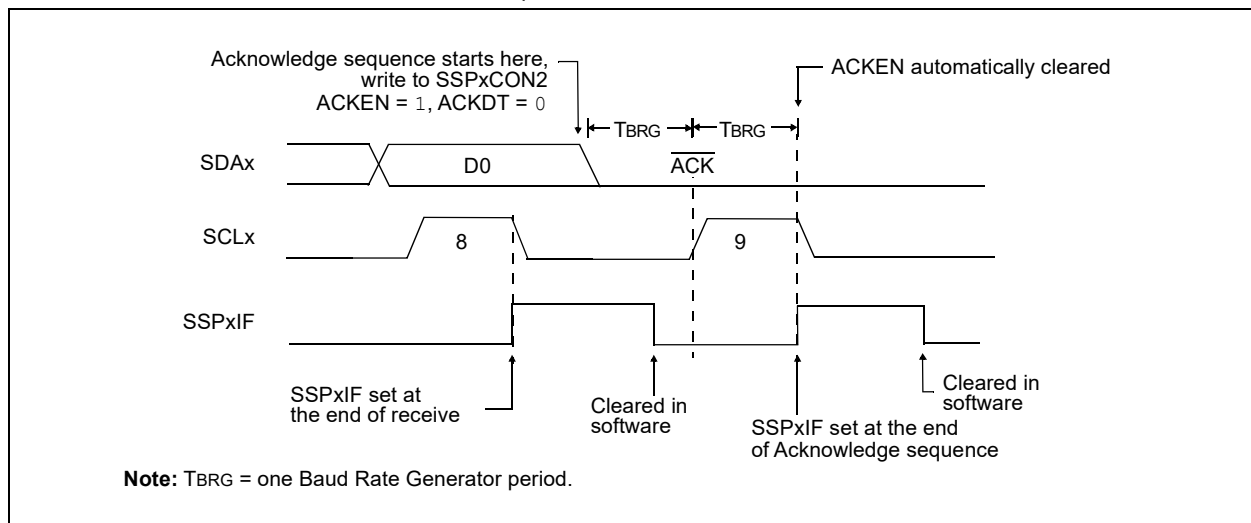 Acknowledge sequence starts here,
write to SSPxCON2
ACKEN = 1, ACKDT = 0
ACKEN automatically cleared
TBRG
TBRG
SDAx
D0
ACK
SCLx
8
9
SSPxIF
SSPxIF set at
the end of receive
Cleared in
software
SSPxIF set at the end
of Acknowledge sequence
Cleared in
software
Note: TBRG = one Baud Rate Generator period.